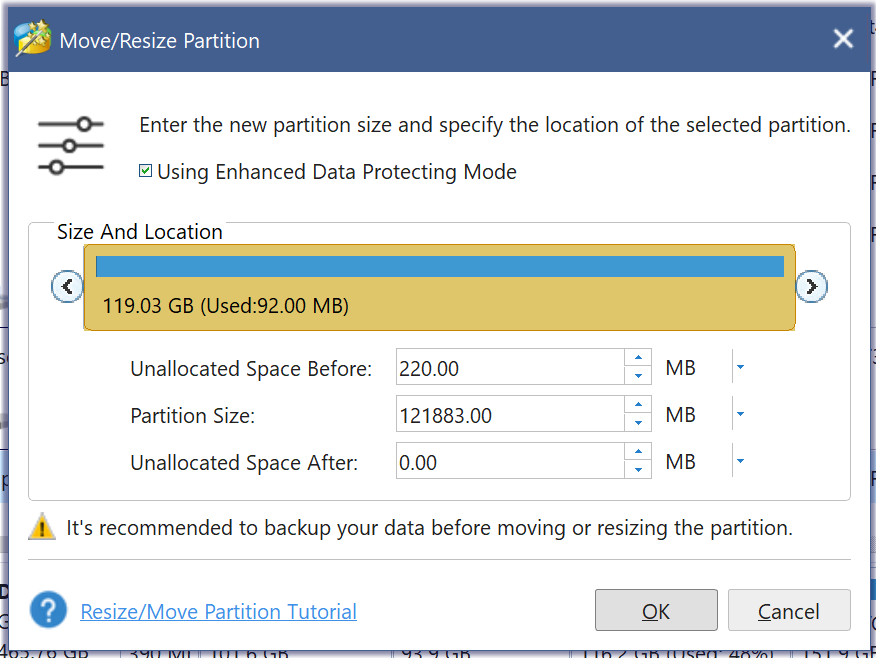 Move/Resize Partition
Enter the new partition size and specify the location of the selected partition.
Using Enhanced Data Protecting Mode
Size And Location
119.03 GB (Used:92.00 MB)
Unallocated Space Before: 220.00 MB
Partition Size: 121883.00 MB
Unallocated Space After: 0.00 MB
It's recommended to backup your data before moving or resizing the partition.
Resize/Move Partition Tutorial
OK Cancel